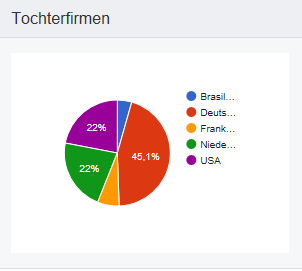 Tochterfirmen
Brasil...
Deuts...
Frank...
Niede...
USA
22%
45,1%
22%